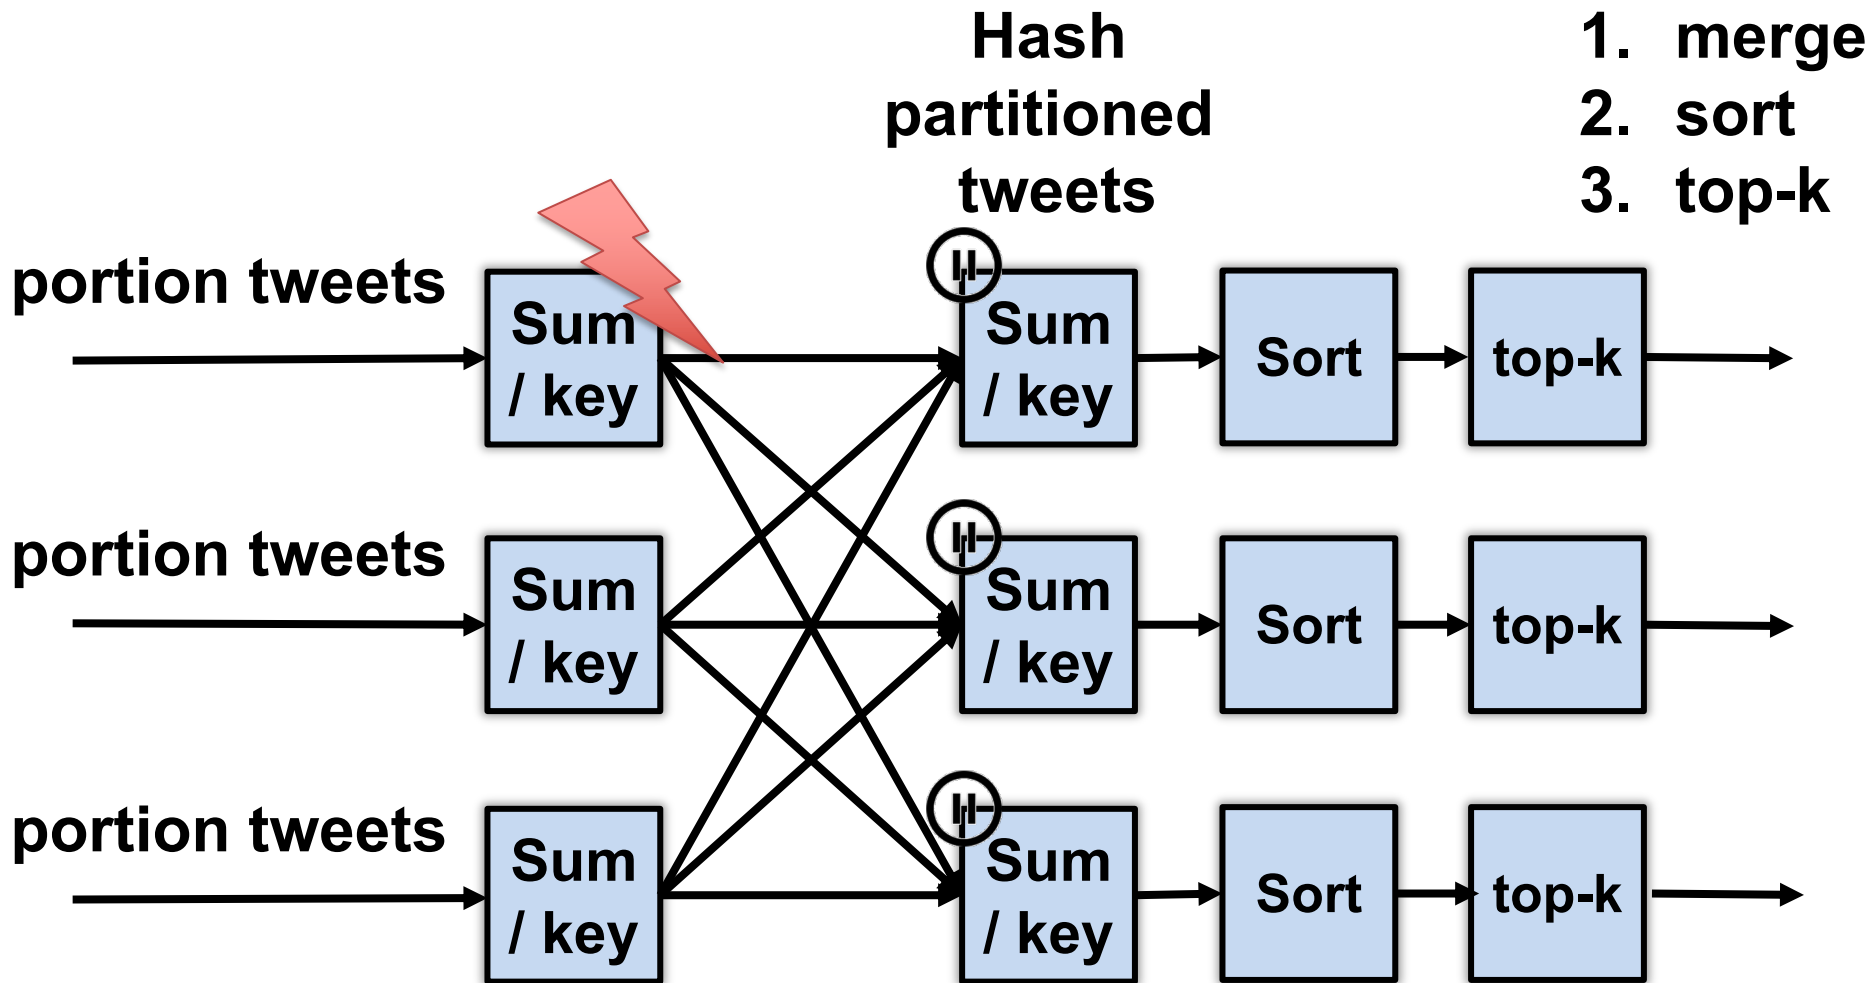 Hash
partitioned
tweets
1. merge
2. sort
3. top-k
portion tweets
Sum
/ key
Sum
/ key
Sort
top-k
portion tweets
Sum
/ key
Sum
/ key
Sort
top-k
portion tweets
Sum
/ key
Sum
/ key
Sort
top-k